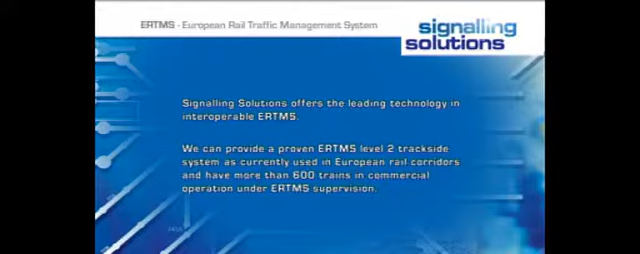 ERTMS - European Rail Traffic Management System
signalling
solutions
Signalling Solutions offers the leading technology in
interoperable ERTMS.
We can provide a proven ERTMS level 2 trackside
system as currently used in European rail corridors
and have more than 600 trains in commercial
operation under ERTMS supervision.